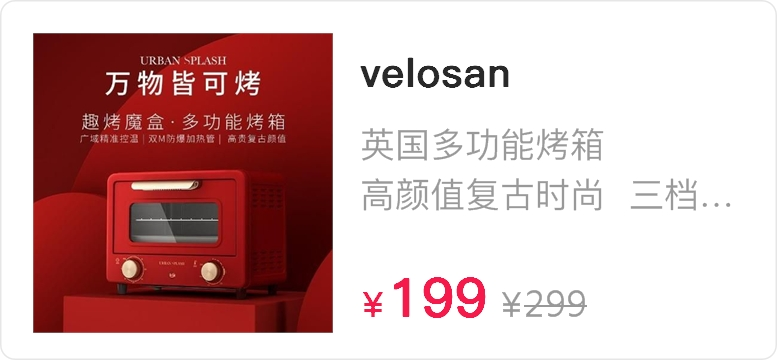 URBAN SPLASH
万物皆可烤
趣烤魔盒·多功能烤箱
广域精准控温 | 双M防爆加热管 | 高贵复古颜值
URBAN SPLASH
velosan
英国多功能烤箱
高颜值复古时尚 三档...
¥199 ¥299